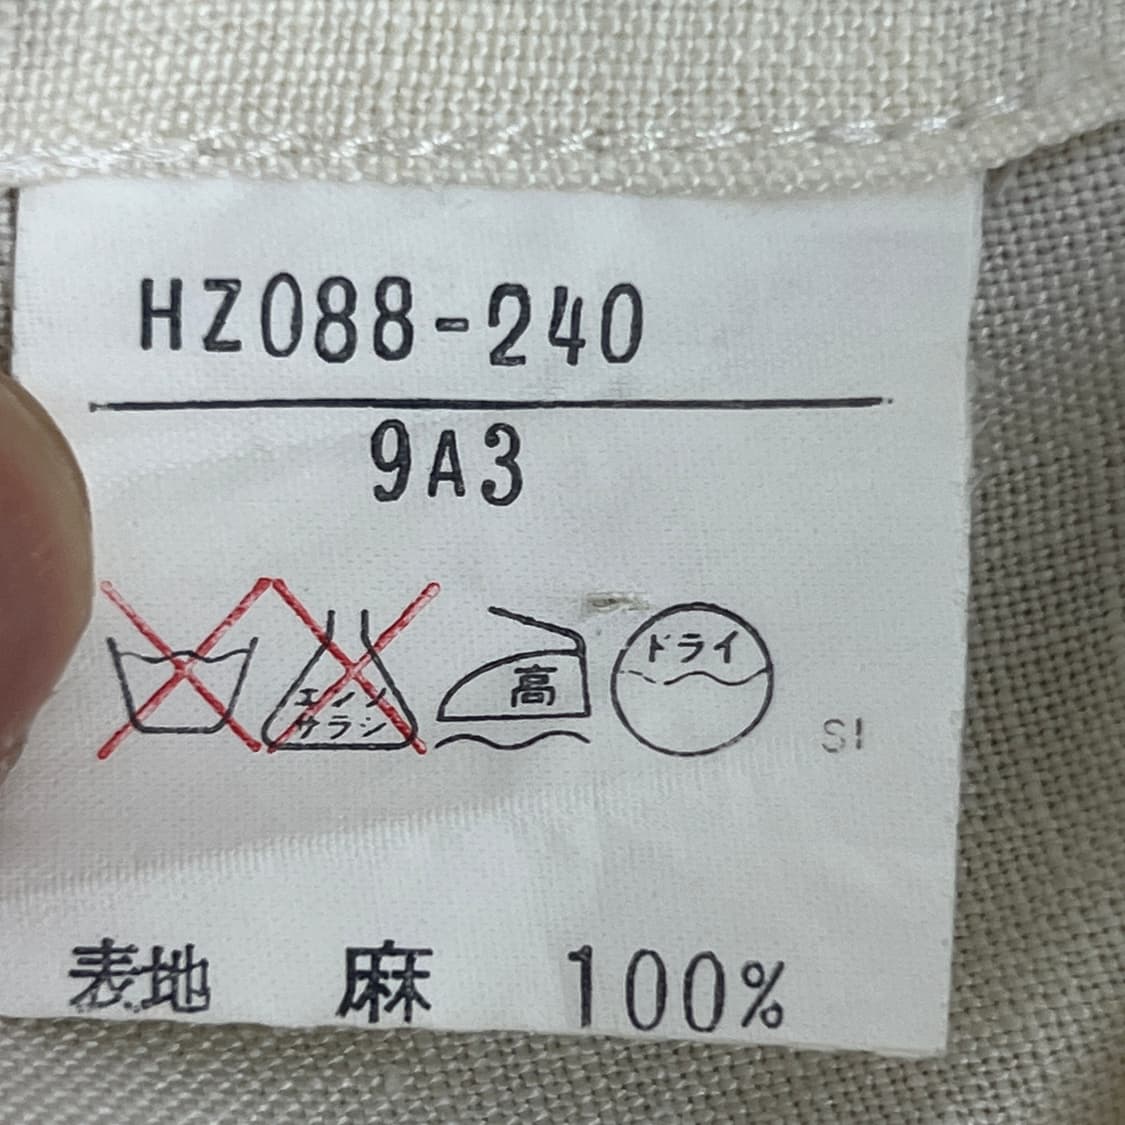 HZ088-240
9A3
エンソ
サラシ
高
ドライ
SI
表地 麻 100%